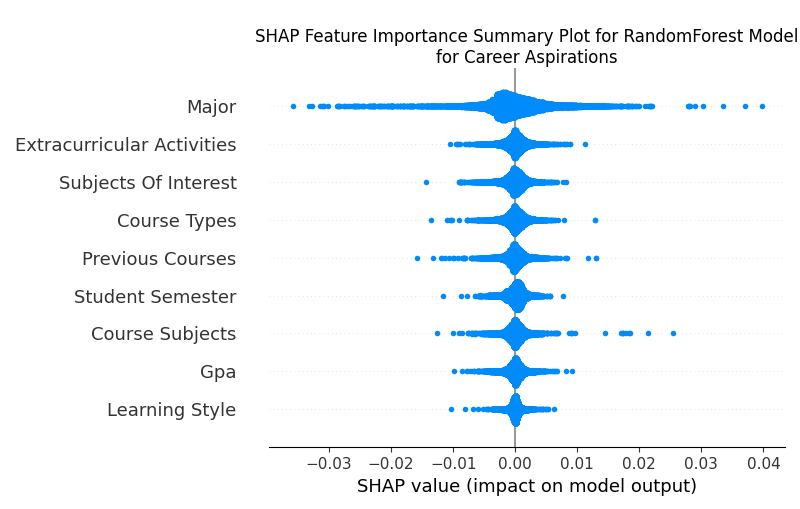 SHAP Feature Importance Summary Plot for RandomForest Model
for Career Aspirations
Major
Extracurricular Activities
Subjects Of Interest
Course Types
Previous Courses
Student Semester
Course Subjects
Gpa
Learning Style
−0.03 −0.02 −0.01 0.00 0.01 0.02 0.03 0.04
SHAP value (impact on model output)